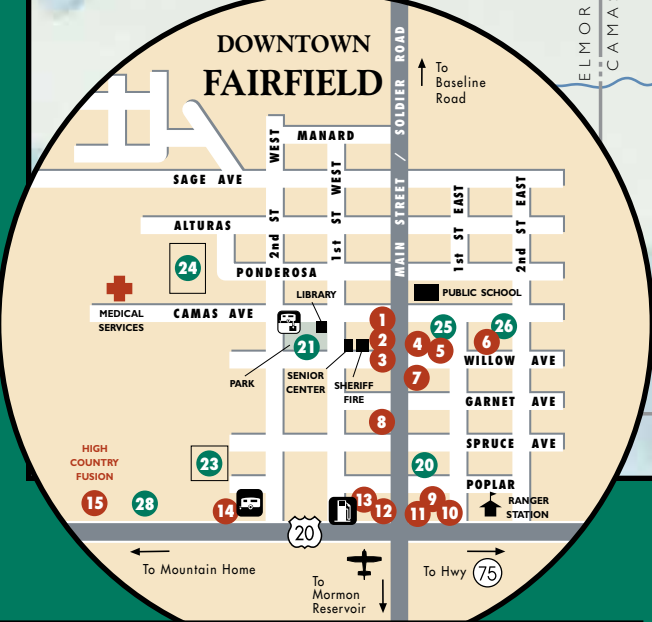 DOWNTOWN
FAIRFIELD
MAIN STREET / SOLDIER ROAD
To
Baseline
Road
ELMOR
CAMA
MANARD
2nd ST WEST
1st ST WEST
1st ST EAST
2nd ST EAST
SAGE AVE
ALTURAS
24
PONDEROSA
MEDICAL
SERVICES
CAMAS AVE
LIBRARY
PUBLIC SCHOOL
1
2
3
4
5
6
25
26
21
PARK
SENIOR
CENTER
SHERIFF
FIRE
WILLOW AVE
7
GARNET AVE
8
SPRUCE AVE
HIGH
COUNTRY
FUSION
15
28
23
20
POPLAR
14
13
12
9
11
10
RANGER
STATION
20
To Mountain Home
To
Mormon
Reservoir
To Hwy 75